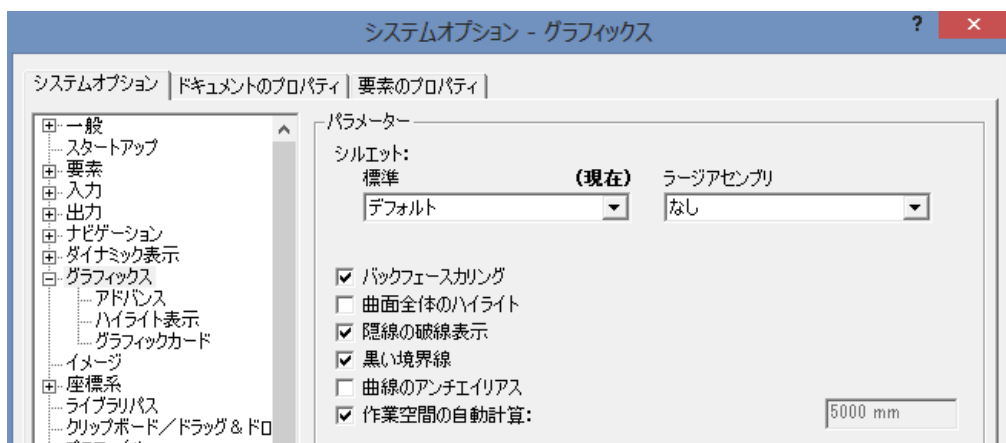 システムオプション - グラフィックス ?
システムオプション ドキュメントのプロパティ 要素のプロパティ
一般
スタートアップ
要素
入力
出力
ナビゲーション
ダイナミック表示
グラフィックス
アドバンス
ハイライト表示
グラフィックカード
イメージ
座標系
ライブラリパス
クリップボード/ドラッグ&ドロ
パラメーター
シルエット:
標準 (現在) ラージアセンブリ
デフォルト なし
バックフェースカリング
曲面全体のハイライト
隠線の破線表示
黒い境界線
曲線のアンチエイリアス
作業空間の自動計算: 5000 mm